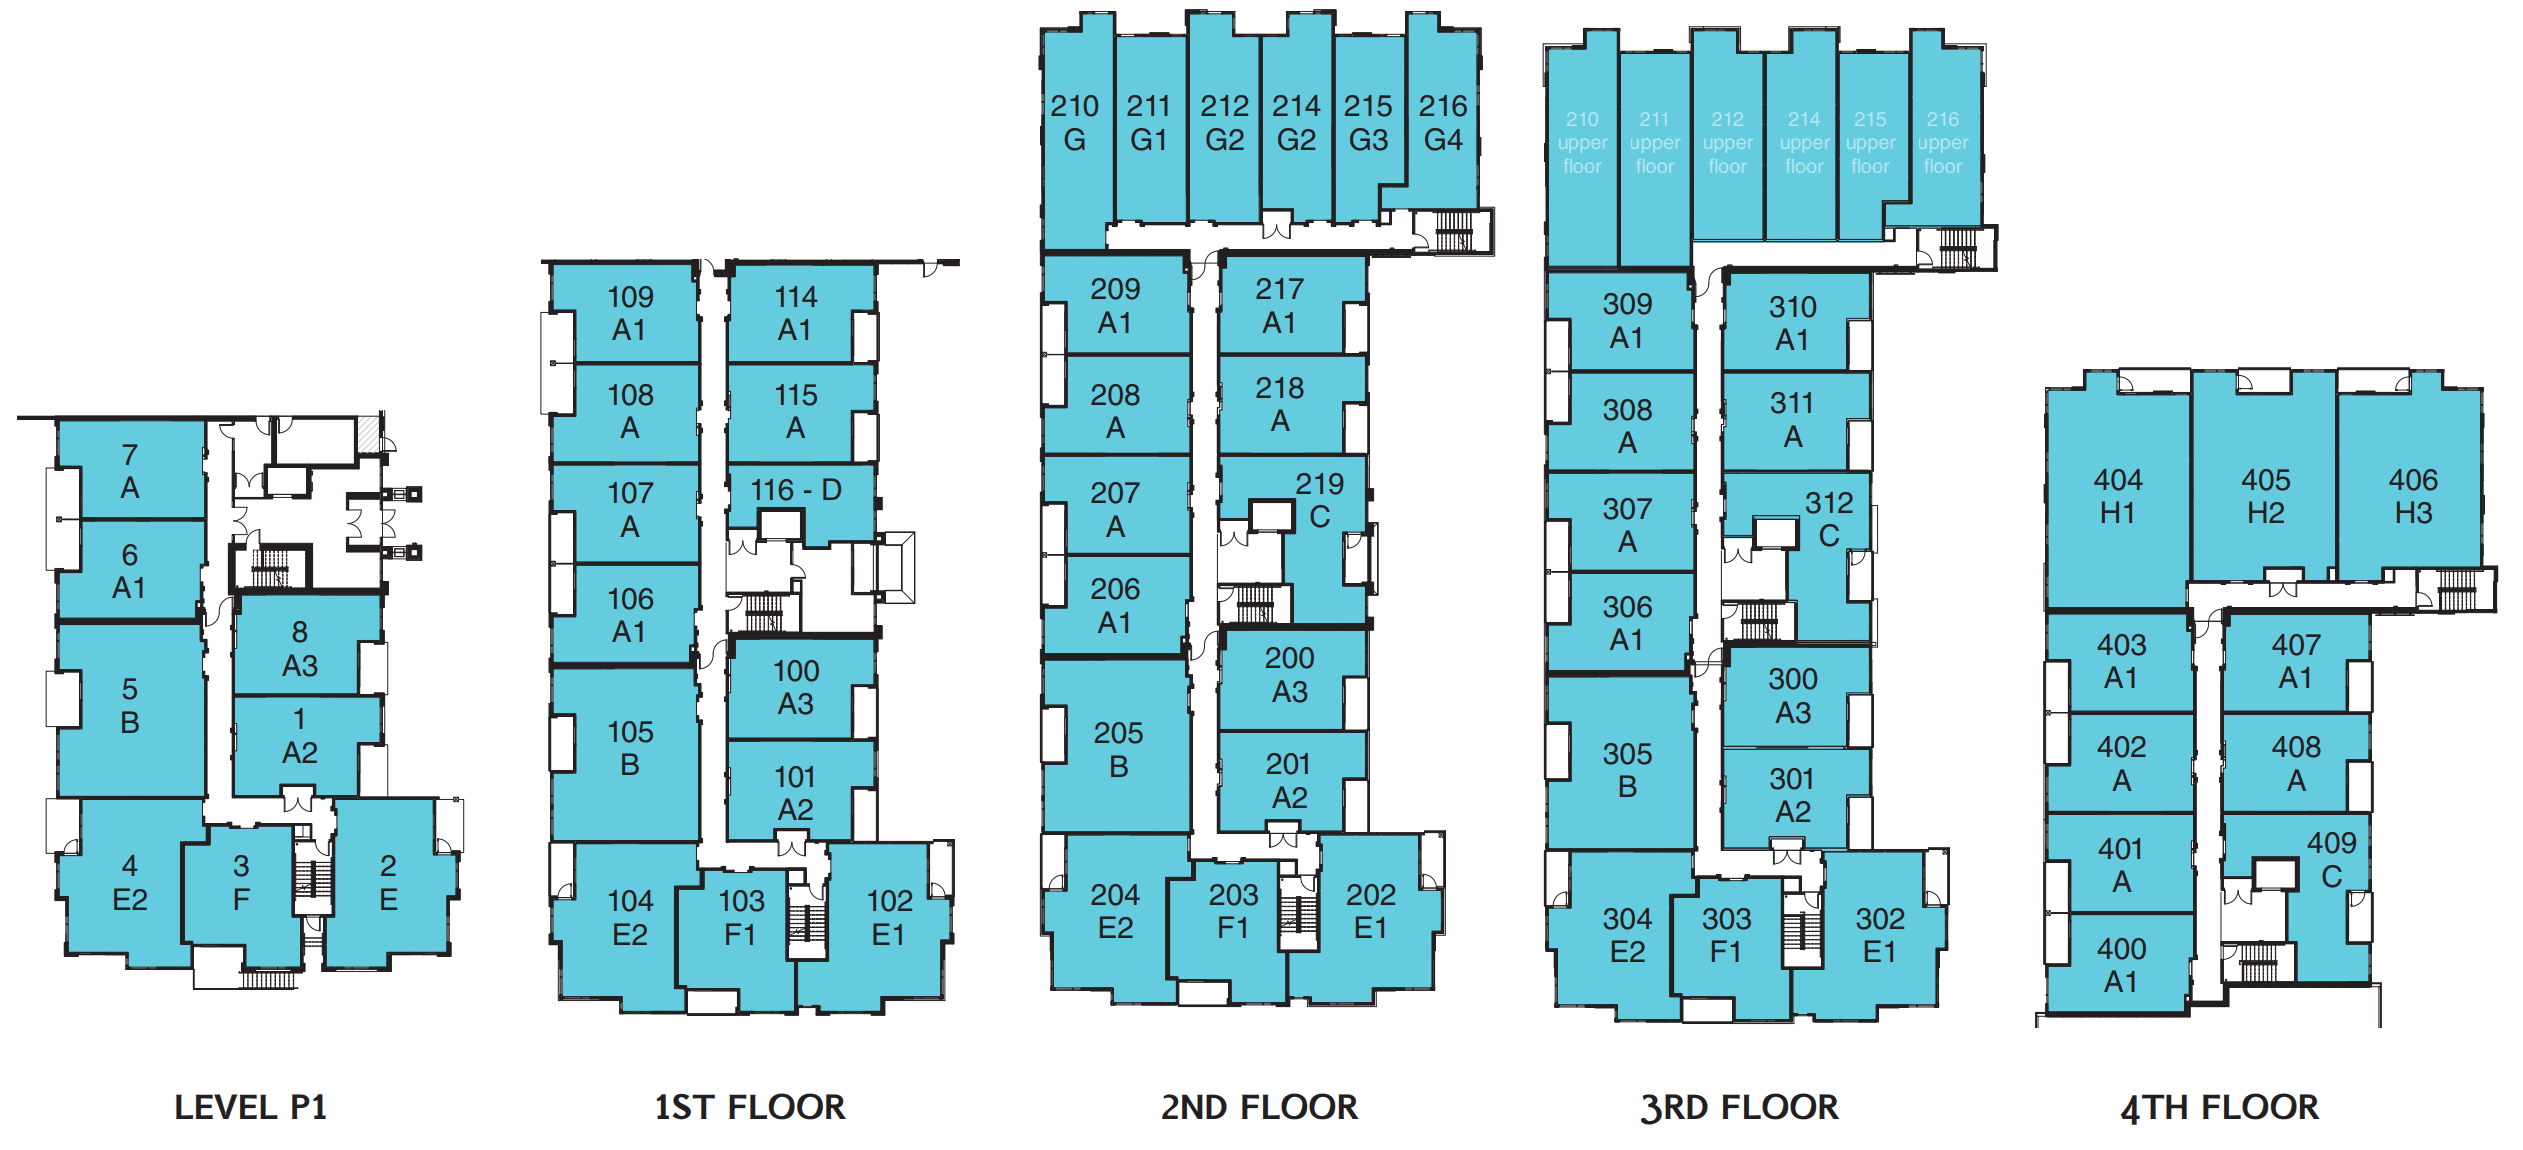 7
A
6
A1
5
B
8
A3
1
A2
4
E2
3
F
2
E
LEVEL P1
109
A1
114
A1
108
A
115
A
107
A
116 - D
106
A1
100
A3
105
B
101
A2
104
E2
103
F1
102
E1
1ST FLOOR
210
G
211
G1
212
G2
214
G2
215
G3
216
G4
209
A1
217
A1
208
A
218
A
207
A
219
C
206
A1
200
A3
205
B
201
A2
204
E2
203
F1
202
E1
2ND FLOOR
210
upper
floor
211
upper
floor
212
upper
floor
214
upper
floor
215
upper
floor
216
upper
floor
309
A1
310
A1
308
A
311
A
307
A
312
C
306
A1
300
A3
305
B
301
A2
304
E2
303
F1
302
E1
3RD FLOOR
404
H1
405
H2
406
H3
403
A1
407
A1
402
A
408
A
401
A
409
C
400
A1
4TH FLOOR